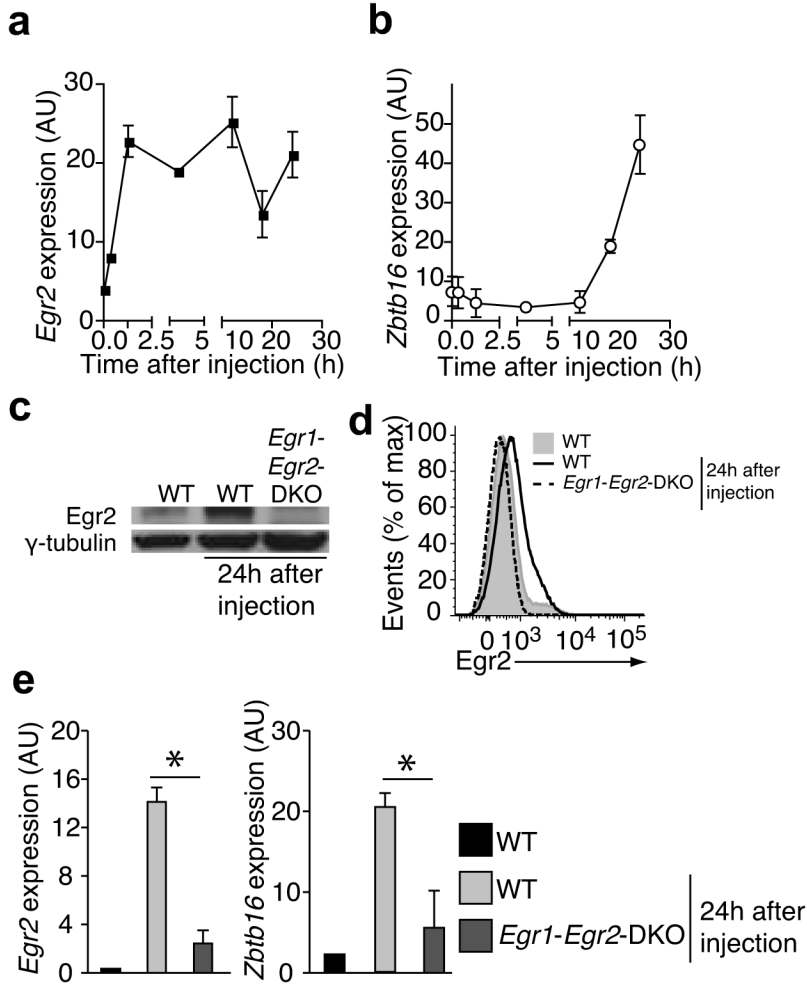 a
Egr2 expression (AU)
30
20
10
0
0.0 2.5 5 10 20 30
Time after injection (h)
b
Zbtb16 expression (AU)
50
40
30
20
10
0
0.0 2.5 5 10 20 30
Time after injection (h)
c
Egr1-
Egr2-
WT WT DKO
Egr2
γ-tubulin
24h after
injection
d
Events (% of max)
100
80
60
40
20
0
0 10³ 10⁴ 10⁵
Egr2
WT
WT
Egr1-Egr2-DKO
24h after
injection
e
Egr2 expression (AU)
20
16
12
8
4
0
*
Zbtb16 expression (AU)
30
20
10
0
*
WT
WT
Egr1-Egr2-DKO
24h after
injection